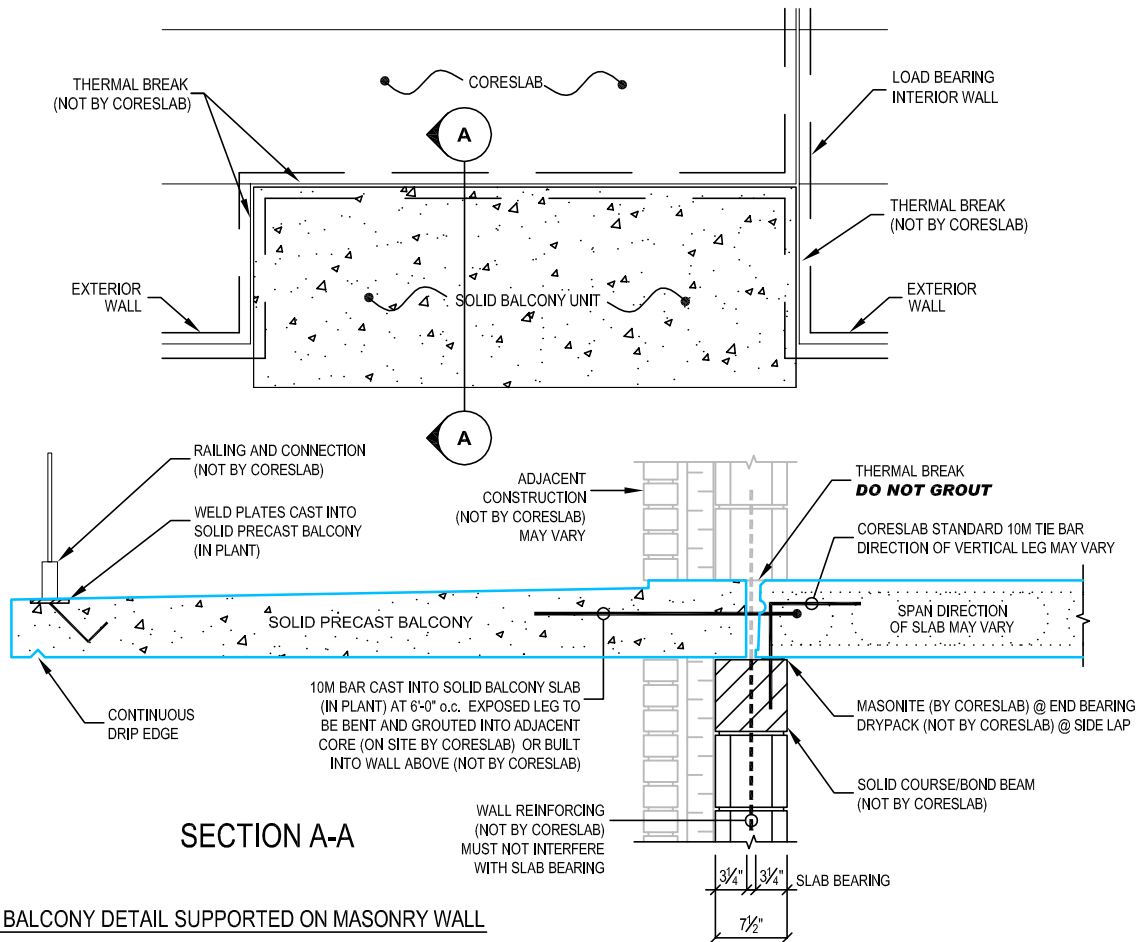 THERMAL BREAK
(NOT BY CORESLAB)
CORESLAB
LOAD BEARING
INTERIOR WALL
A
THERMAL BREAK
(NOT BY CORESLAB)
EXTERIOR
WALL
SOLID BALCONY UNIT
EXTERIOR
WALL
A
RAILING AND CONNECTION
(NOT BY CORESLAB)
WELD PLATES CAST INTO
SOLID PRECAST BALCONY
(IN PLANT)
ADJACENT
CONSTRUCTION
(NOT BY CORESLAB)
MAY VARY
THERMAL BREAK
DO NOT GROUT
CORESLAB STANDARD 10M TIE BAR
DIRECTION OF VERTICAL LEG MAY VARY
SOLID PRECAST BALCONY
SPAN DIRECTION
OF SLAB MAY VARY
CONTINUOUS
DRIP EDGE
10M BAR CAST INTO SOLID BALCONY SLAB
(IN PLANT) AT 6'-0" o.c. EXPOSED LEG TO
BE BENT AND GROUTED INTO ADJACENT
CORE (ON SITE BY CORESLAB) OR BUILT
INTO WALL ABOVE (NOT BY CORESLAB)
MASONITE (BY CORESLAB) @ END BEARING
DRYPACK (NOT BY CORESLAB) @ SIDE LAP
SOLID COURSE/BOND BEAM
(NOT BY CORESLAB)
WALL REINFORCING
(NOT BY CORESLAB)
MUST NOT INTERFERE
WITH SLAB BEARING
SECTION A-A
3¼" 3¼" SLAB BEARING
7½"
BALCONY DETAIL SUPPORTED ON MASONRY WALL